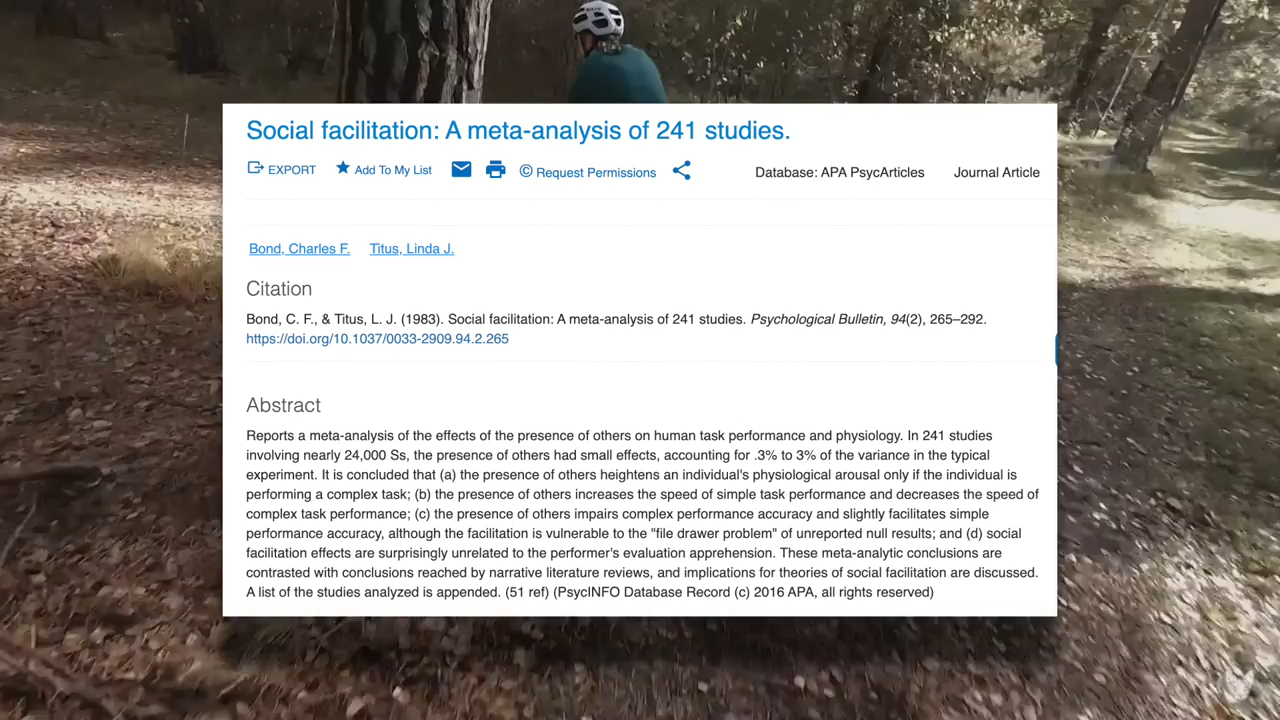 Social facilitation: A meta-analysis of 241 studies.
EXPORT Add To My List © Request Permissions Database: APA PsycArticles Journal Article
Bond, Charles F. Titus, Linda J.
Citation
Bond, C. F., & Titus, L. J. (1983). Social facilitation: A meta-analysis of 241 studies. Psychological Bulletin, 94(2), 265–292.
https://doi.org/10.1037/0033-2909.94.2.265
Abstract
Reports a meta-analysis of the effects of the presence of others on human task performance and physiology. In 241 studies
involving nearly 24,000 Ss, the presence of others had small effects, accounting for .3% to 3% of the variance in the typical
experiment. It is concluded that (a) the presence of others heightens an individual's physiological arousal only if the individual is
performing a complex task; (b) the presence of others increases the speed of simple task performance and decreases the speed of
complex task performance; (c) the presence of others impairs complex performance accuracy and slightly facilitates simple
performance accuracy, although the facilitation is vulnerable to the "file drawer problem" of unreported null results; and (d) social
facilitation effects are surprisingly unrelated to the performer's evaluation apprehension. These meta-analytic conclusions are
contrasted with conclusions reached by narrative literature reviews, and implications for theories of social facilitation are discussed.
A list of the studies analyzed is appended. (51 ref) (PsycINFO Database Record (c) 2016 APA, all rights reserved)